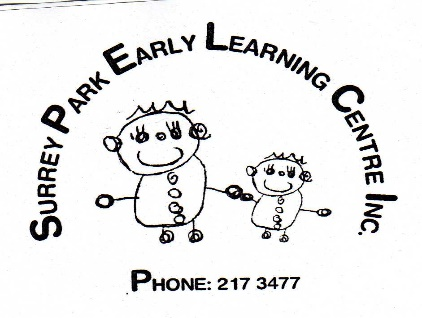 SURREY PARK EARLY LEARNING CENTRE INC.
PHONE: 217 3477